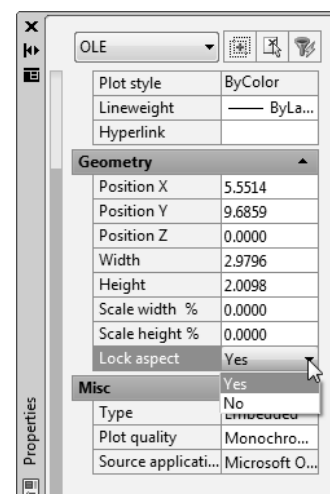 OLE
Plot style ByColor
Lineweight ByLa...
Hyperlink
Geometry
Position X 5.5514
Position Y 9.6859
Position Z 0.0000
Width 2.9796
Height 2.0098
Scale width % 0.0000
Scale height % 0.0000
Lock aspect Yes
Yes
Misc
No
Type Embedded
Plot quality Monochro...
Source applicati... Microsoft O...
Properties